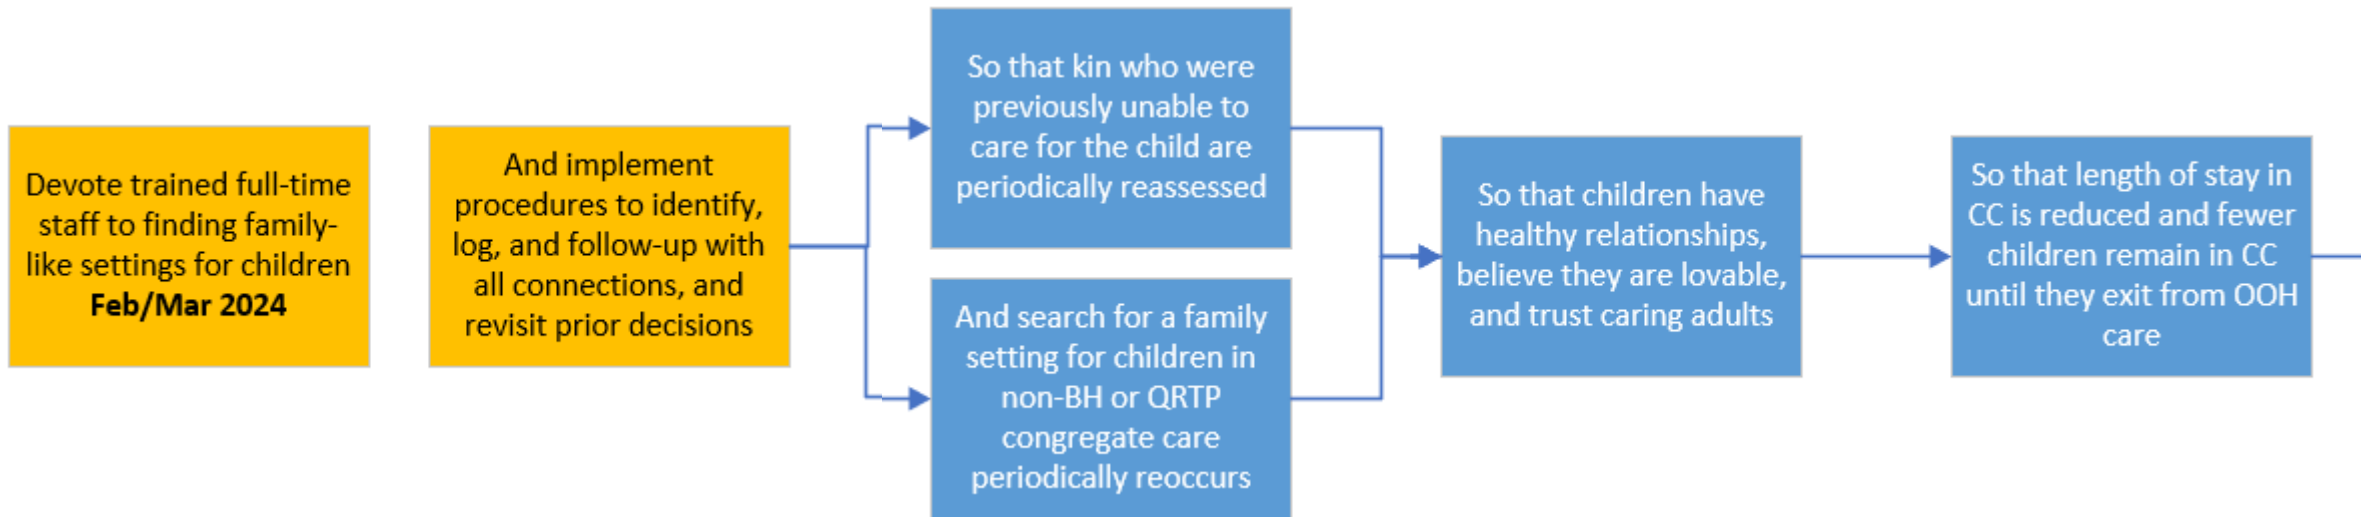 Devote trained full-time
staff to finding family-
like settings for children
Feb/Mar 2024
And implement
procedures to identify,
log, and follow-up with
all connections, and
revisit prior decisions
So that kin who were
previously unable to
care for the child are
periodically reassessed
And search for a family
setting for children in
non-BH or QRTP
congregate care
periodically reoccurs
So that children have
healthy relationships,
believe they are lovable,
and trust caring adults
So that length of stay in
CC is reduced and fewer
children remain in CC
until they exit from OOH
care